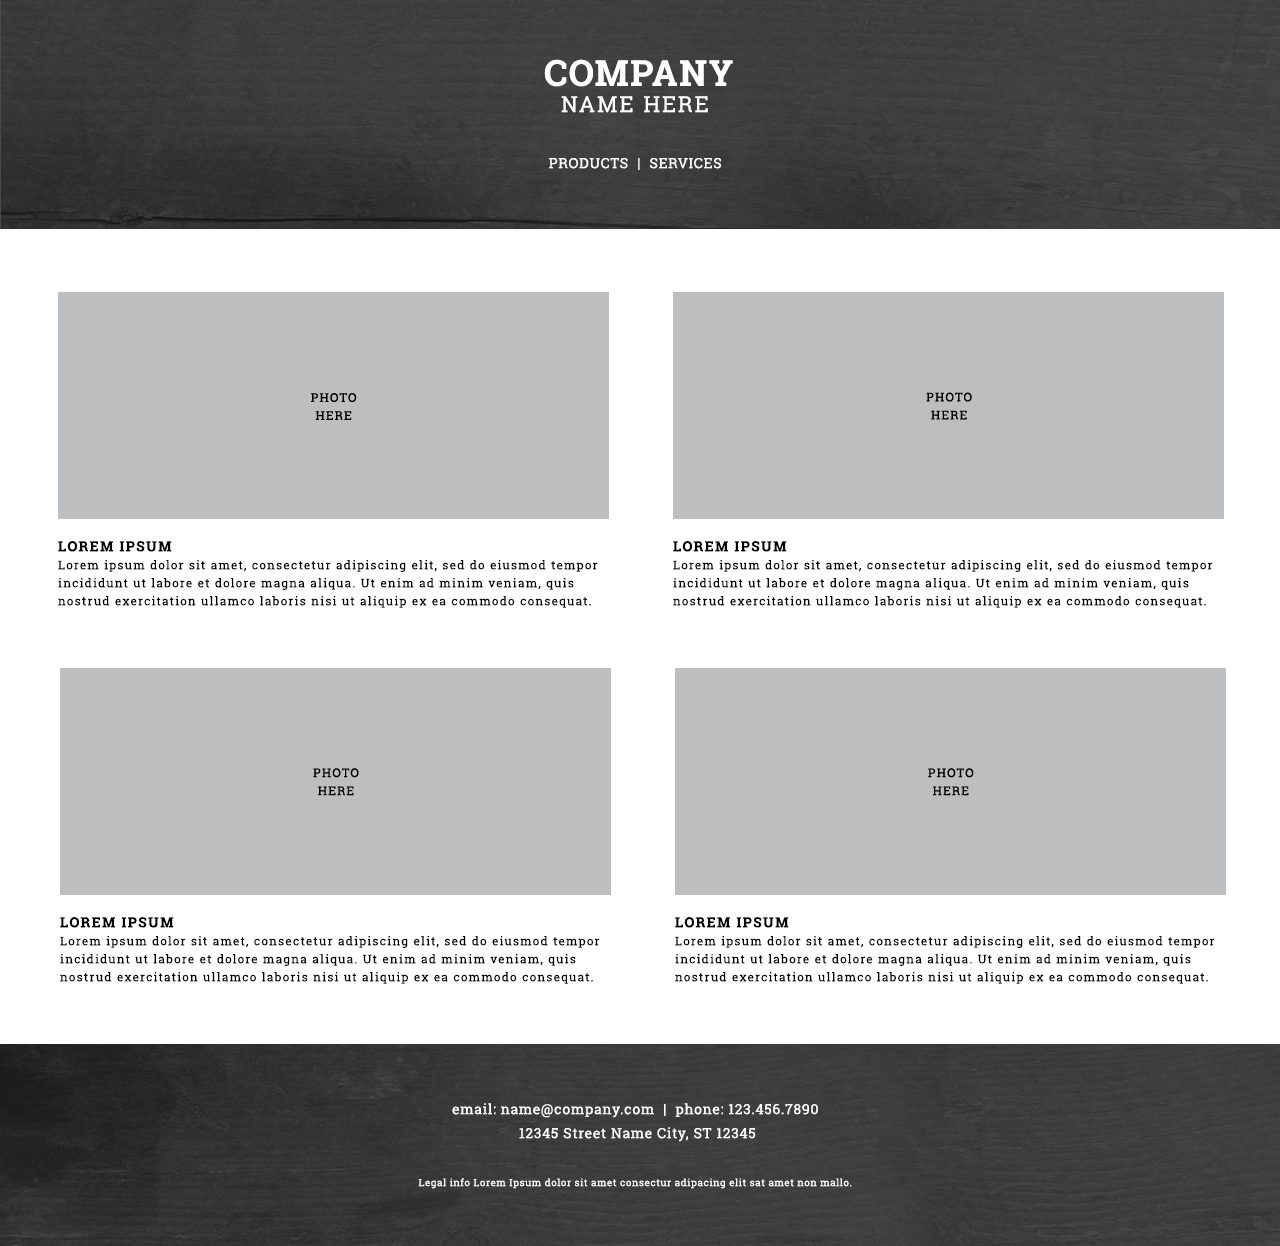 COMPANY
NAME HERE
PRODUCTS | SERVICES
PHOTO
HERE
LOREM IPSUM
Lorem ipsum dolor sit amet, consectetur adipiscing elit, sed do eiusmod tempor
incididunt ut labore et dolore magna aliqua. Ut enim ad minim veniam, quis
nostrud exercitation ullamco laboris nisi ut aliquip ex ea commodo consequat.
PHOTO
HERE
LOREM IPSUM
Lorem ipsum dolor sit amet, consectetur adipiscing elit, sed do eiusmod tempor
incididunt ut labore et dolore magna aliqua. Ut enim ad minim veniam, quis
nostrud exercitation ullamco laboris nisi ut aliquip ex ea commodo consequat.
PHOTO
HERE
LOREM IPSUM
Lorem ipsum dolor sit amet, consectetur adipiscing elit, sed do eiusmod tempor
incididunt ut labore et dolore magna aliqua. Ut enim ad minim veniam, quis
nostrud exercitation ullamco laboris nisi ut aliquip ex ea commodo consequat.
PHOTO
HERE
LOREM IPSUM
Lorem ipsum dolor sit amet, consectetur adipiscing elit, sed do eiusmod tempor
incididunt ut labore et dolore magna aliqua. Ut enim ad minim veniam, quis
nostrud exercitation ullamco laboris nisi ut aliquip ex ea commodo consequat.
email: name@company.com | phone: 123.456.7890
12345 Street Name City, ST 12345
Legal info Lorem Ipsum dolor sit amet consectur adipacing elit sat amet non mallo.